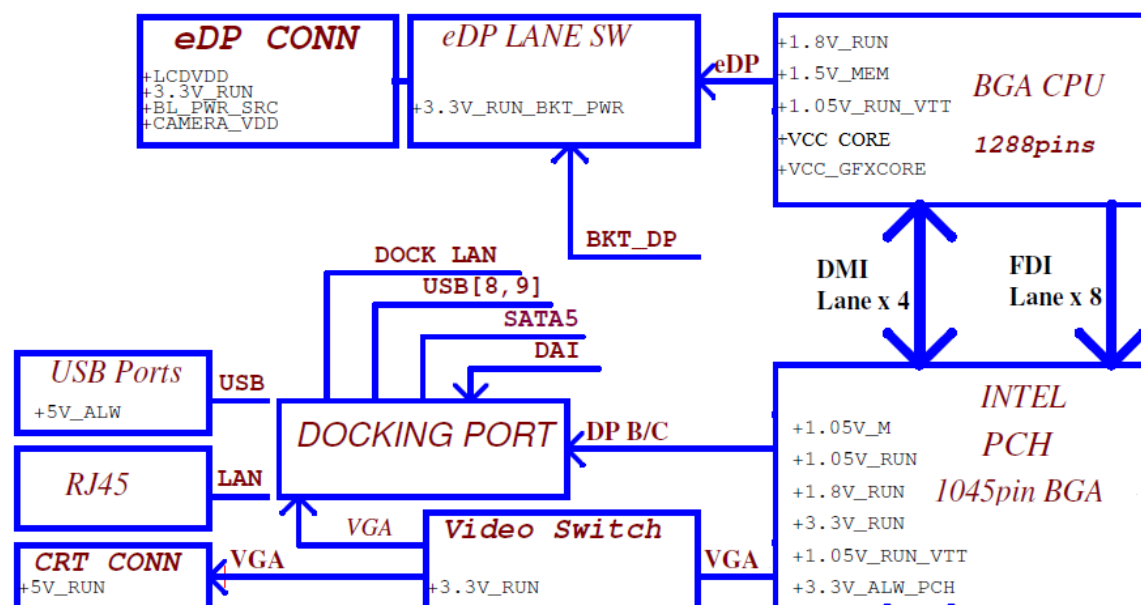 eDP CONN
+LCDVDD
+3.3V_RUN
+BL_PWR_SRC
+CAMERA_VDD
eDP LANE SW
+3.3V_RUN_BKT_PWR
eDP
+1.8V_RUN
+1.5V_MEM
+1.05V_RUN_VTT
+VCC CORE
+VCC_GFXCORE
BGA CPU
1288pins
BKT_DP
DMI
Lane x 4
FDI
Lane x 8
DOCK LAN
USB[8,9]
SATA5
DAI
USB Ports
+5V_ALW
USB
DOCKING PORT
DP B/C
RJ45
LAN
VGA
CRT CONN
+5V_RUN
VGA
Video Switch
+3.3V_RUN
VGA
INTEL
PCH
1045pin BGA
+1.05V_M
+1.05V_RUN
+1.8V_RUN
+3.3V_RUN
+1.05V_RUN_VTT
+3.3V_ALW_PCH